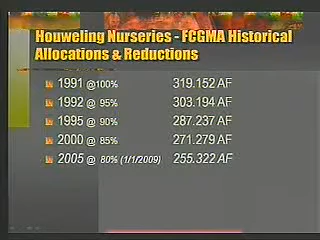 Houweling Nurseries - FCGMA Historical
Allocations & Reductions
1991 @100% 319.152 AF
1992 @ 95% 303.194 AF
1995 @ 90% 287.237 AF
2000 @ 85% 271.279 AF
2005 @ 80% (1/1/2009) 255.322 AF